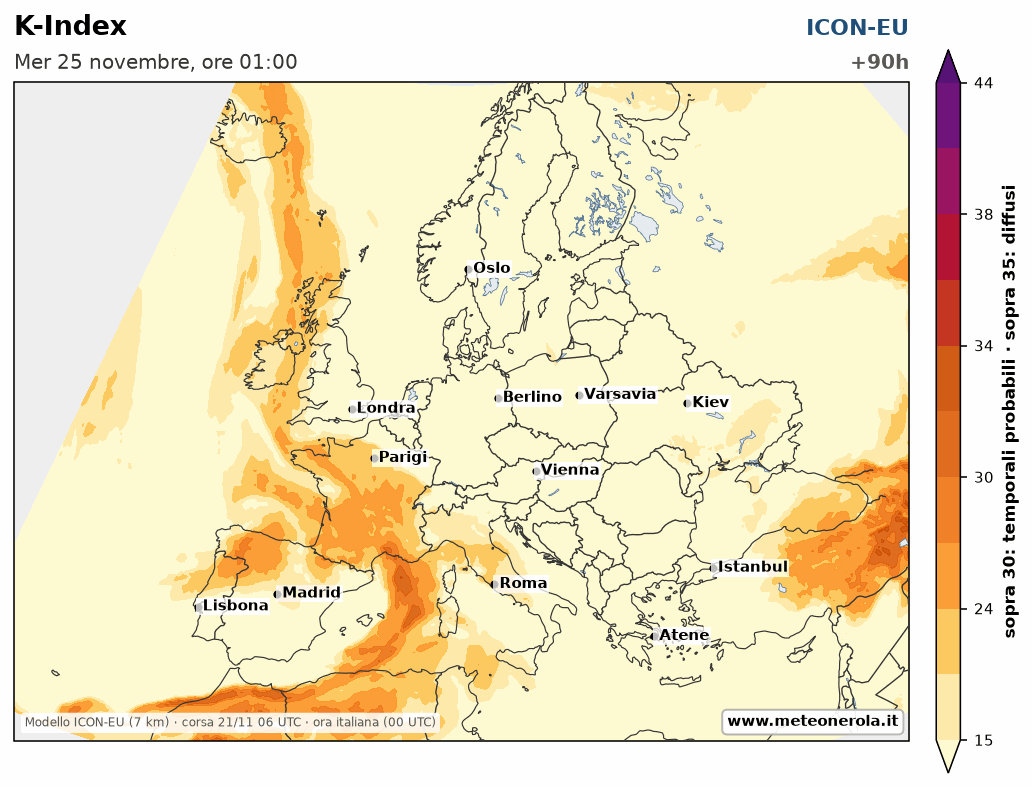 K-Index
ICON-EU
Mer 25 novembre, ore 01:00
+90h
44
38
34
30
24
15
sopra 30: temporali probabili · sopra 35: diffusi
Oslo
Berlino
Varsavia
Kiev
Londra
Parigi
Vienna
Istanbul
Roma
Madrid
Lisbona
Atene
Modello ICON-EU (7 km) · corsa 21/11 06 UTC · ora italiana (00 UTC)
www.meteonerola.it